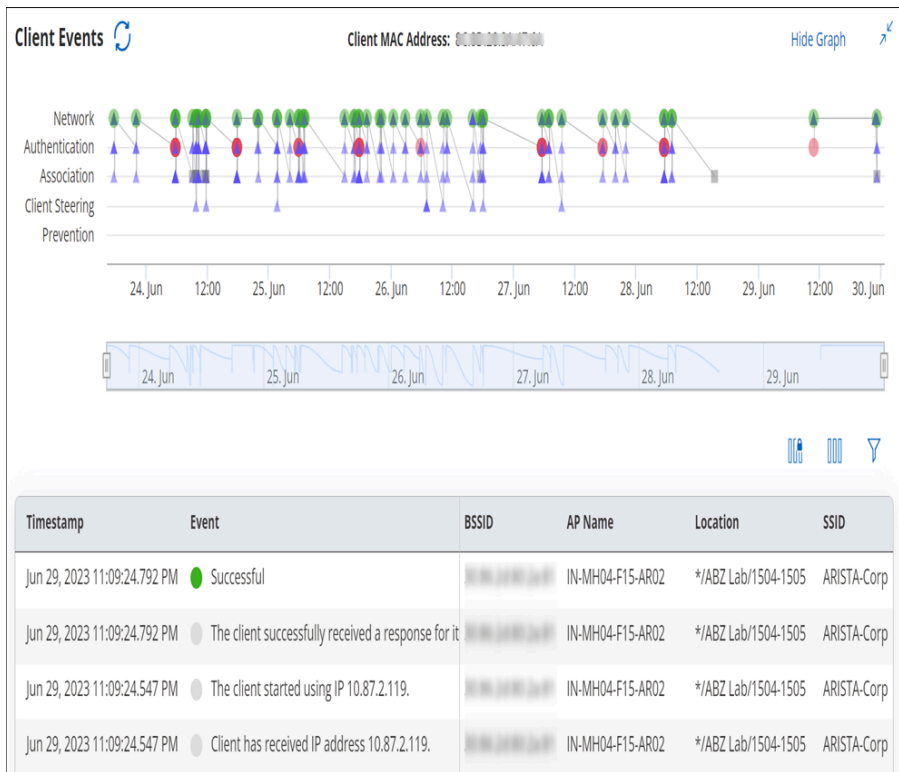 Client Events
Client MAC Address:
Hide Graph
Network
Authentication
Association
Client Steering
Prevention
24. Jun 12:00 25. Jun 12:00 26. Jun 12:00 27. Jun 12:00 28. Jun 12:00 29. Jun 12:00 30. Jun
24. Jun 25. Jun 26. Jun 27. Jun 28. Jun 29. Jun
Timestamp Event BSSID AP Name Location SSID
Jun 29, 2023 11:09:24.792 PM Successful IN-MH04-F15-AR02 */ABZ Lab/1504-1505 ARISTA-Corp
Jun 29, 2023 11:09:24.792 PM The client successfully received a response for it IN-MH04-F15-AR02 */ABZ Lab/1504-1505 ARISTA-Corp
Jun 29, 2023 11:09:24.547 PM The client started using IP 10.87.2.119. IN-MH04-F15-AR02 */ABZ Lab/1504-1505 ARISTA-Corp
Jun 29, 2023 11:09:24.547 PM Client has received IP address 10.87.2.119. IN-MH04-F15-AR02 */ABZ Lab/1504-1505 ARISTA-Corp